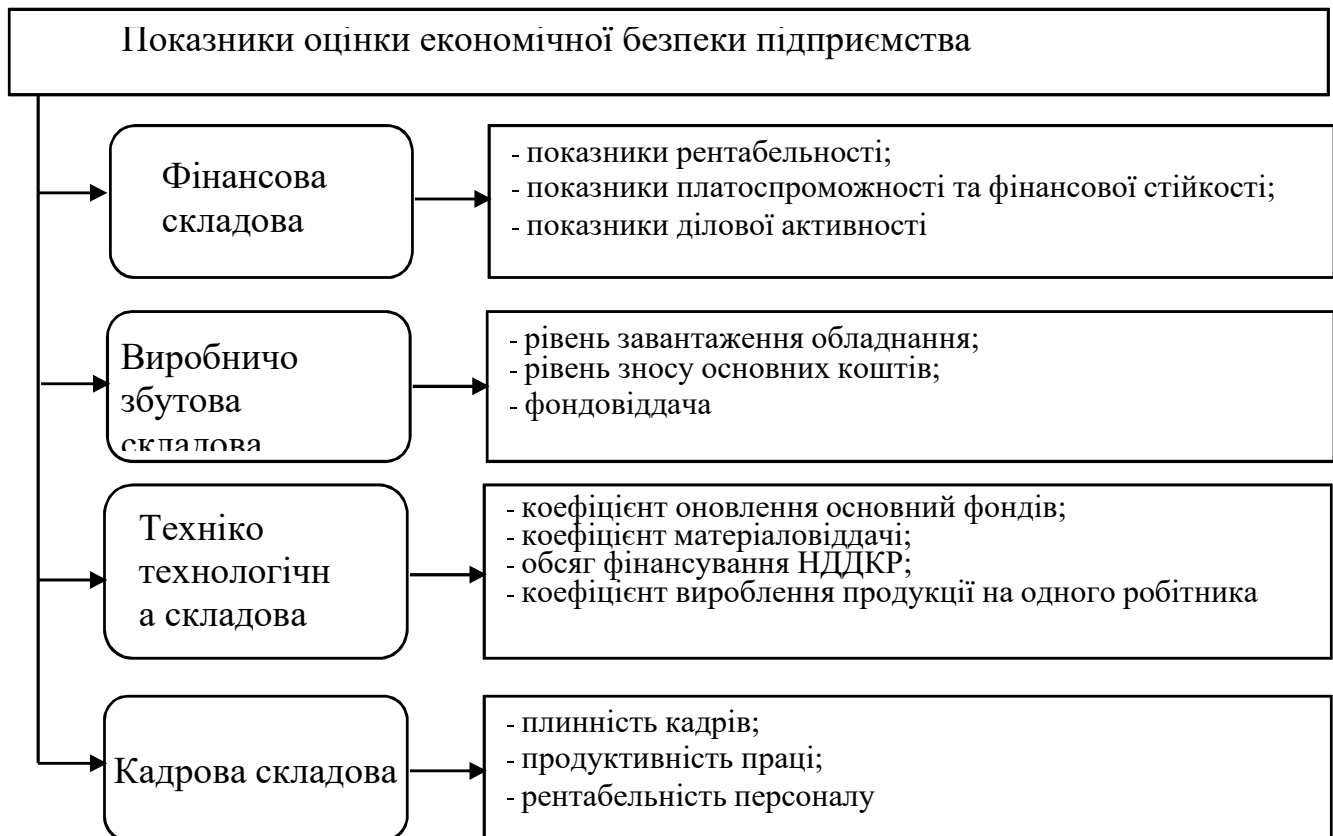 Показники оцінки економічної безпеки підприємства
Фінансова
складова
- показники рентабельності;
- показники платоспроможності та фінансової стійкості;
- показники ділової активності
Виробничо
збутова
складова
- рівень завантаження обладнання;
- рівень зносу основних коштів;
- фондовіддача
Техніко
технологічн
а складова
- коефіцієнт оновлення основний фондів;
- коефіцієнт матеріаловіддачі;
- обсяг фінансування НДДКР;
- коефіцієнт вироблення продукції на одного робітника
Кадрова складова
- плинність кадрів;
- продуктивність праці;
- рентабельність персоналу